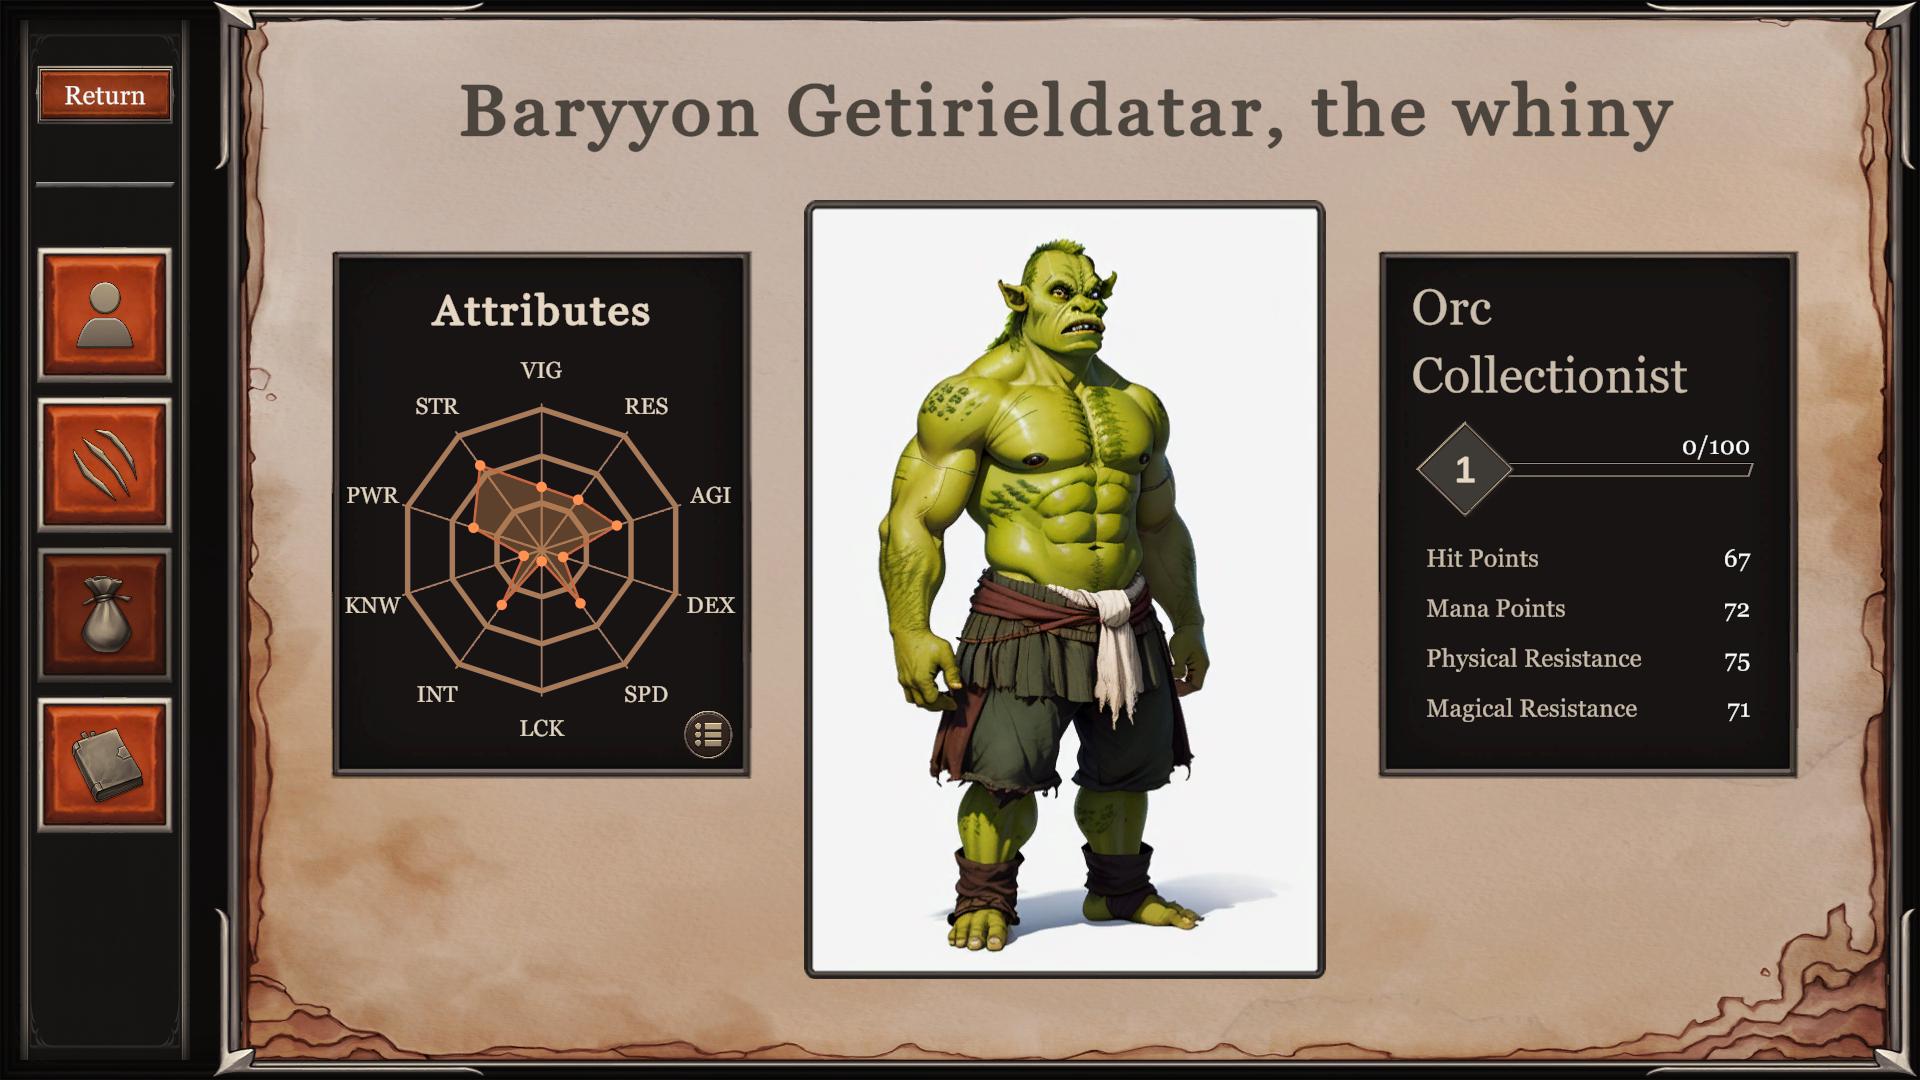 Return
Baryyon Getirieldatar, the whiny
Attributes
VIG
STR
RES
PWR
AGI
KNW
DEX
INT
SPD
LCK
Orc
Collectionist
1
0/100
Hit Points 67
Mana Points 72
Physical Resistance 75
Magical Resistance 71